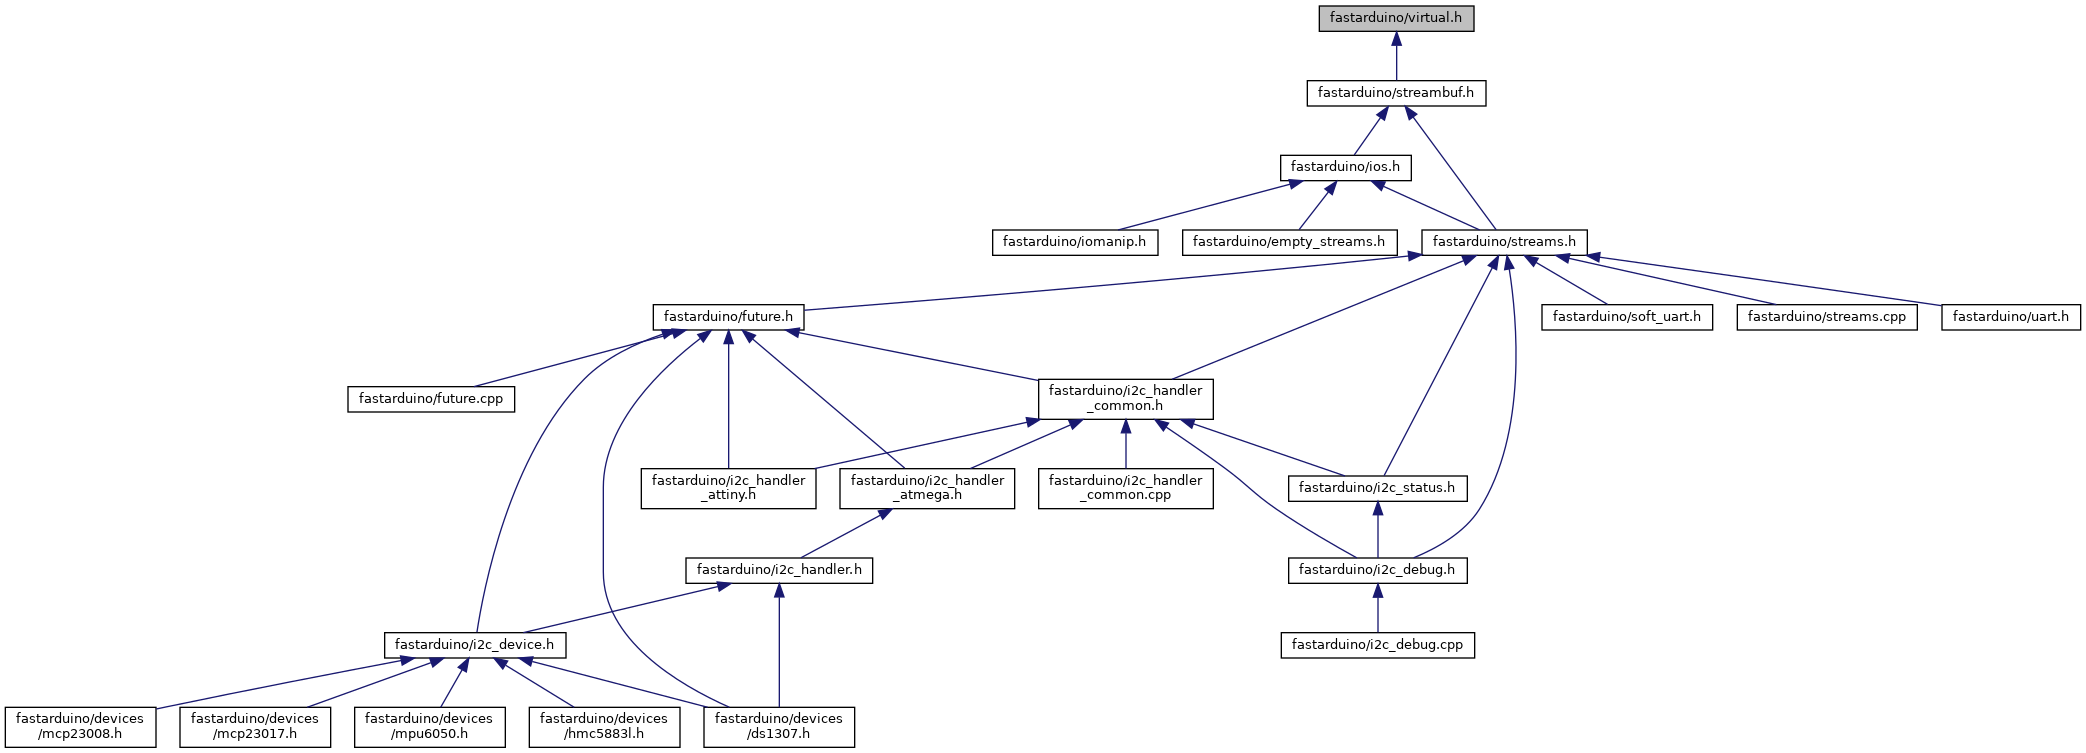 fastarduino/virtual.h
fastarduino/streambuf.h
fastarduino/ios.h
fastarduino/iomanip.h
fastarduino/empty_streams.h
fastarduino/streams.h
fastarduino/future.h
fastarduino/soft_uart.h
fastarduino/streams.cpp
fastarduino/uart.h
fastarduino/future.cpp
fastarduino/i2c_handler
_common.h
fastarduino/i2c_handler
_attiny.h
fastarduino/i2c_handler
_atmega.h
fastarduino/i2c_handler
_common.cpp
fastarduino/i2c_status.h
fastarduino/i2c_handler.h
fastarduino/i2c_debug.h
fastarduino/i2c_device.h
fastarduino/i2c_debug.cpp
fastarduino/devices
/mcp23008.h
fastarduino/devices
/mcp23017.h
fastarduino/devices
/mpu6050.h
fastarduino/devices
/hmc5883l.h
fastarduino/devices
/ds1307.h